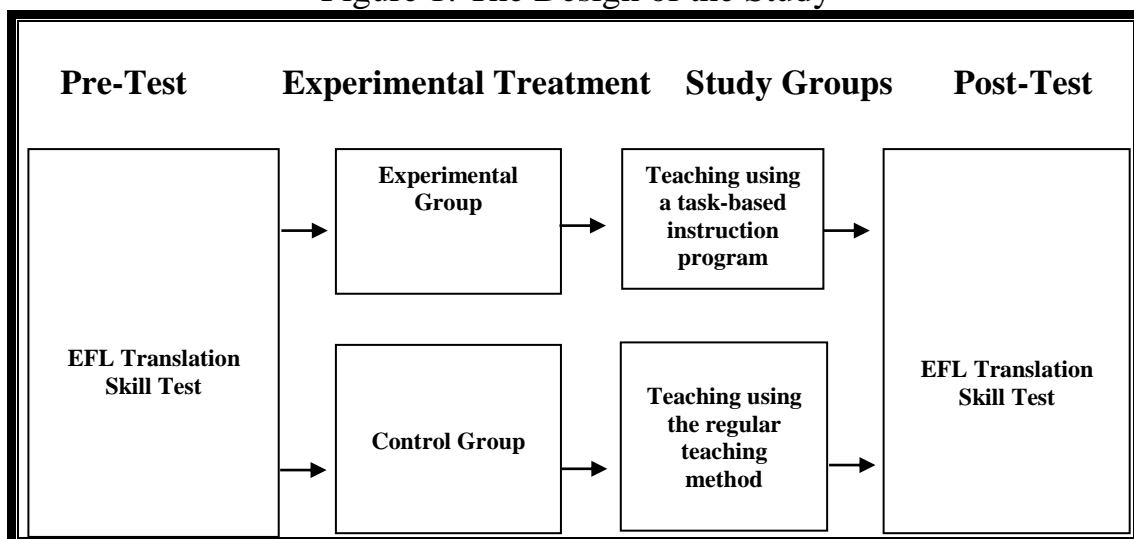 Figure 1: The Design of the Study
Pre-Test Experimental Treatment Study Groups Post-Test
Experimental
Group
Teaching using
a task-based
instruction
program
EFL Translation
Skill Test
Control Group
Teaching using
the regular
teaching
method
EFL Translation
Skill Test